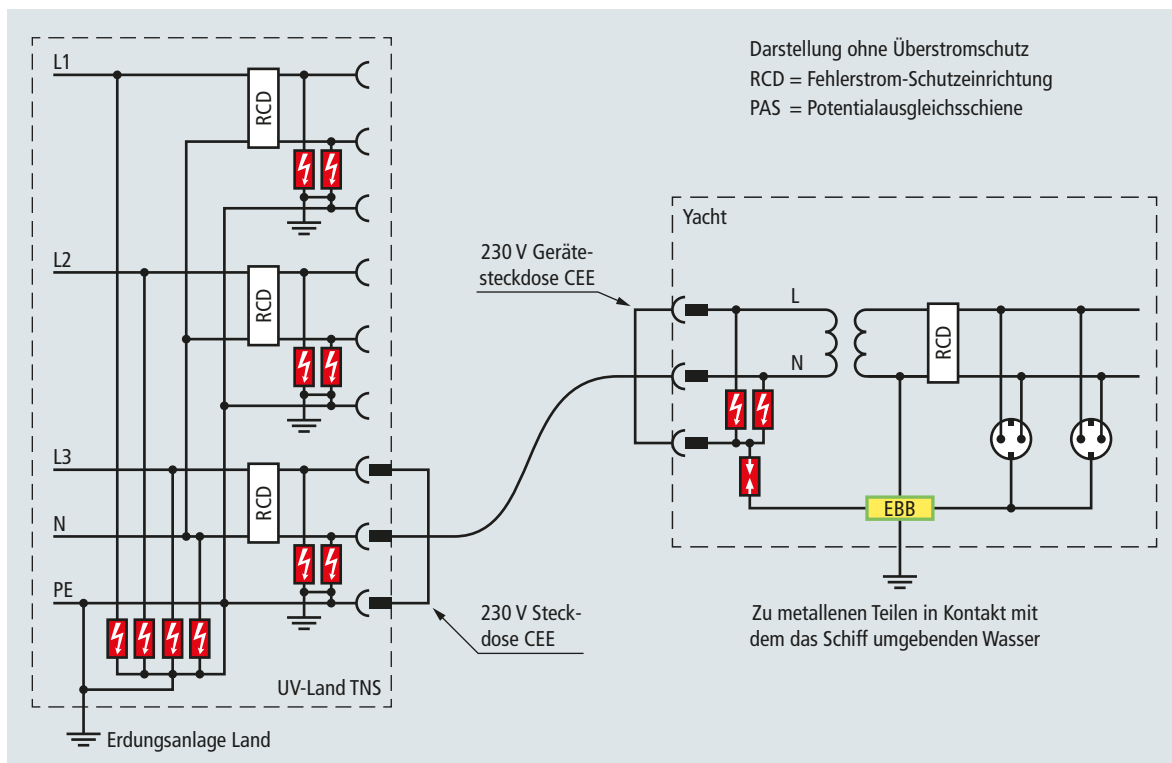 Darstellung ohne Überstromschutz
RCD = Fehlerstrom-Schutzeinrichtung
PAS = Potentialausgleichsschiene
L1
RCD
L2
RCD
L3
RCD
N
PE
UV-Land TNS
Erdungsanlage Land
230 V Steck-
dose CEE
230 V Geräte-
steckdose CEE
Yacht
L
N
RCD
EBB
Zu metallenen Teilen in Kontakt mit
dem das Schiff umgebenden Wasser